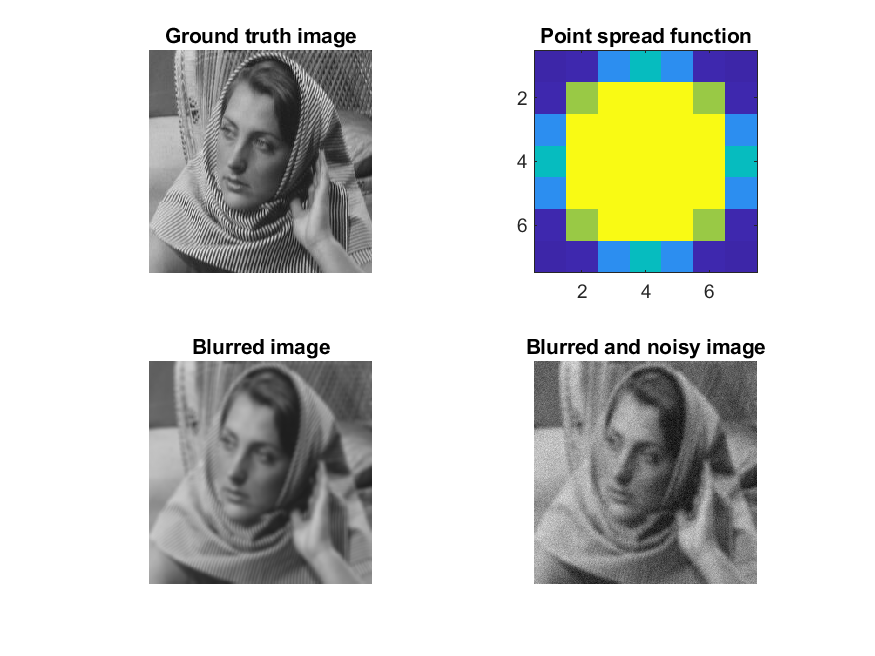 Ground truth image
Point spread function
2
4
6
2 4 6
Blurred image
Blurred and noisy image